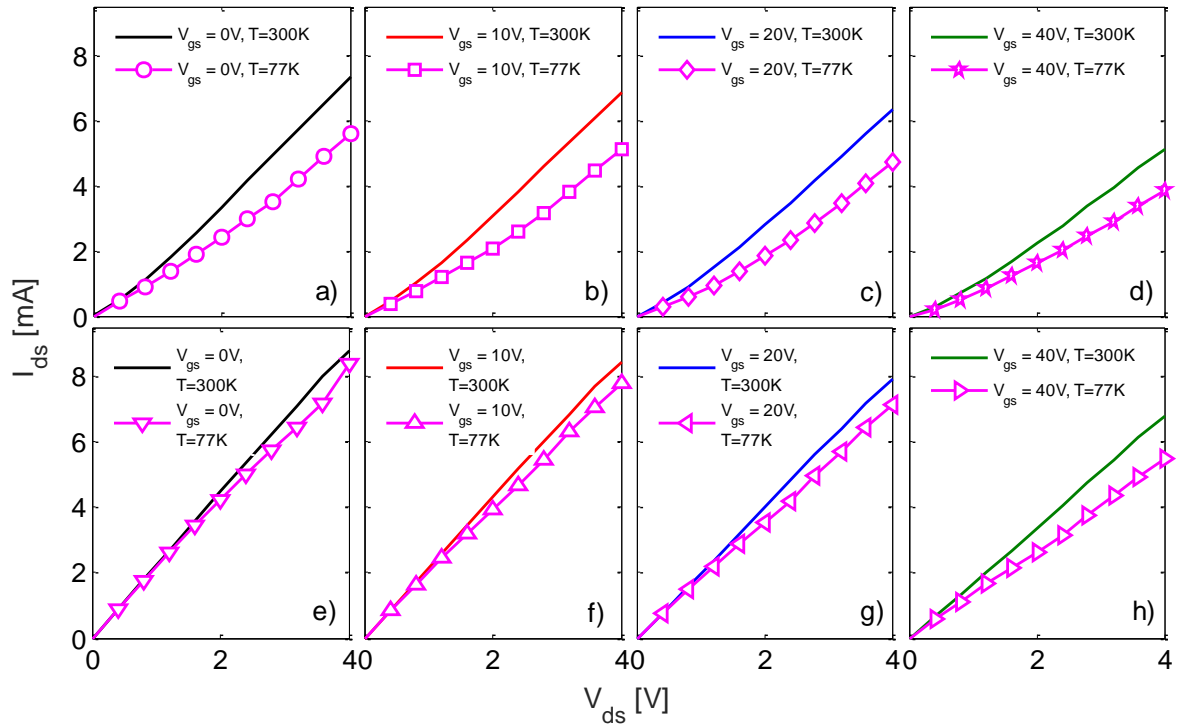 8
6
4
2
0
V_gs = 0V, T=300K
V_gs = 0V, T=77K
a)
V_gs = 10V, T=300K
V_gs = 10V, T=77K
b)
V_gs = 20V, T=300K
V_gs = 20V, T=77K
c)
V_gs = 40V, T=300K
V_gs = 40V, T=77K
d)
I_ds [mA]
8
6
4
2
0
V_gs = 0V,
T=300K
V_gs = 0V,
T=77K
e)
V_gs = 10V,
T=300K
V_gs = 10V,
T=77K
f)
V_gs = 20V,
T=300K
V_gs = 20V,
T=77K
g)
V_gs = 40V, T=300K
V_gs = 40V, T=77K
h)
0 2 40 2 40 2 40 2 4
V_ds [V]